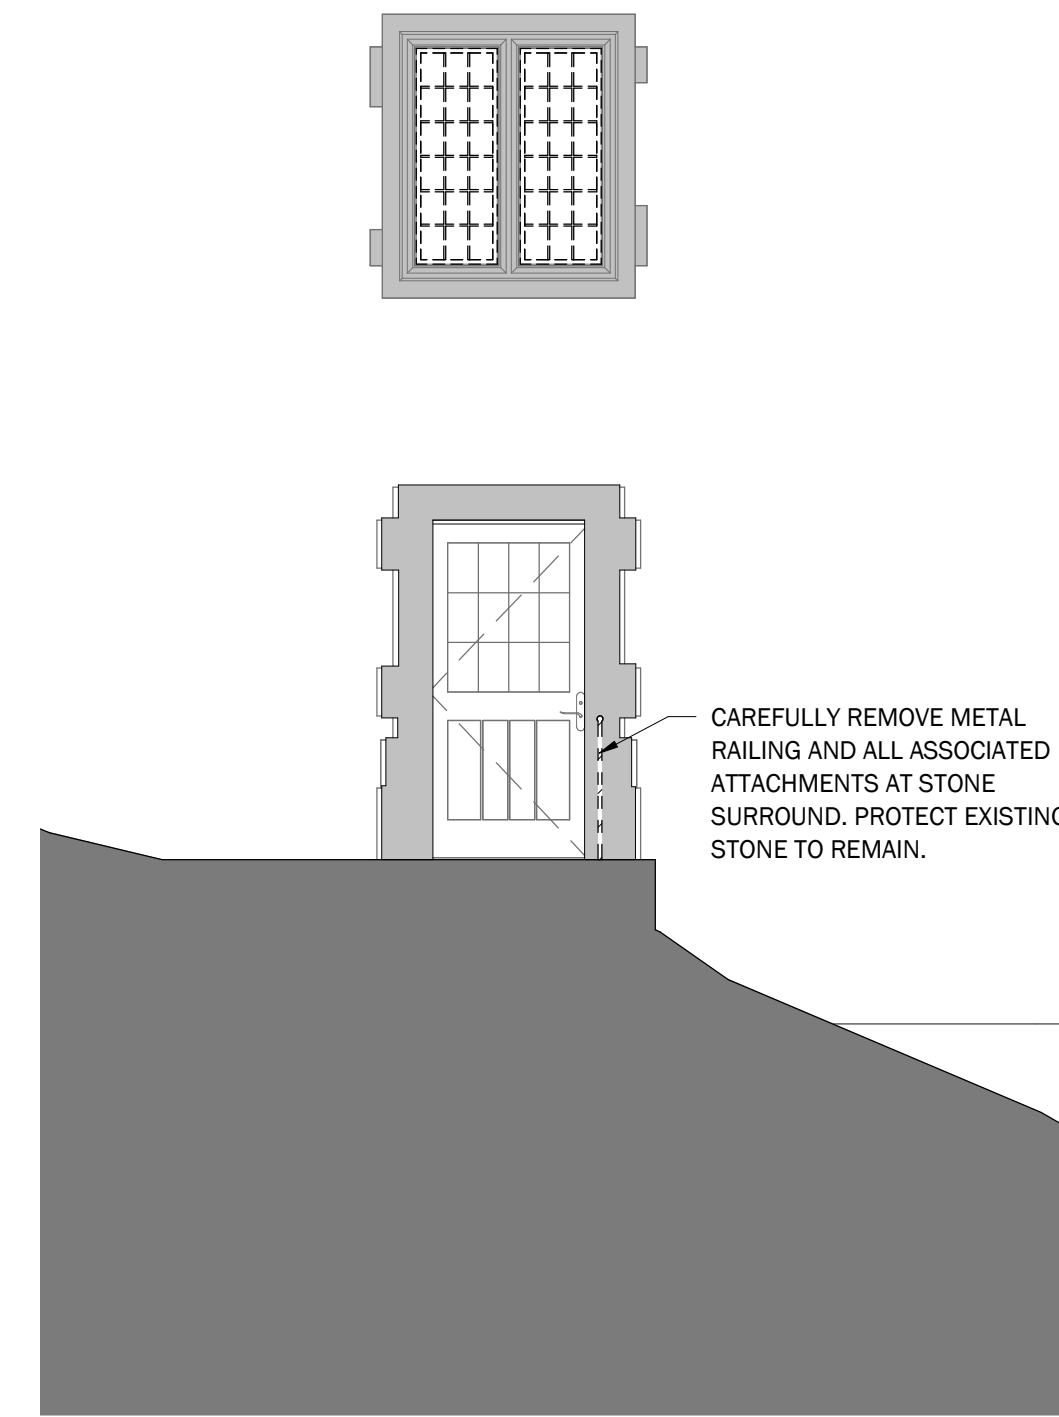 CAREFULLY REMOVE METAL
RAILING AND ALL ASSOCIATED
ATTACHMENTS AT STONE
SURROUND. PROTECT EXISTING
STONE TO REMAIN.